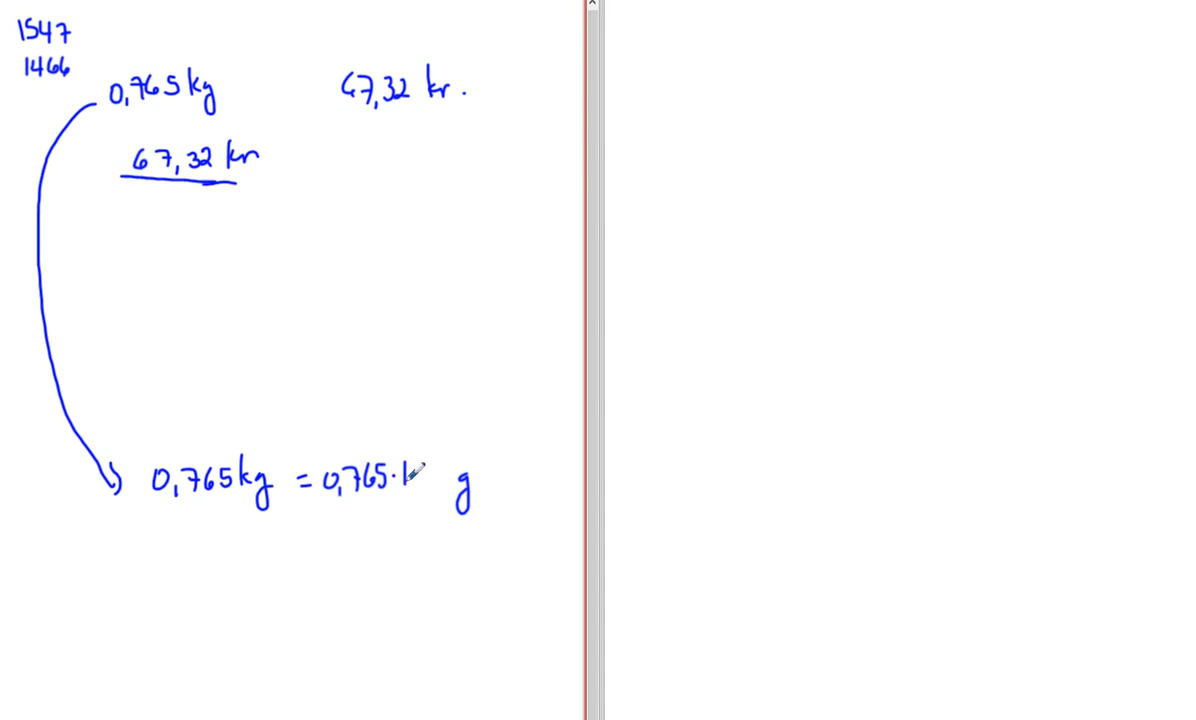 1547
1466
0,765 kg 67,32 kr.
67,32 kr
0,765 kg = 0,765 · 1 g